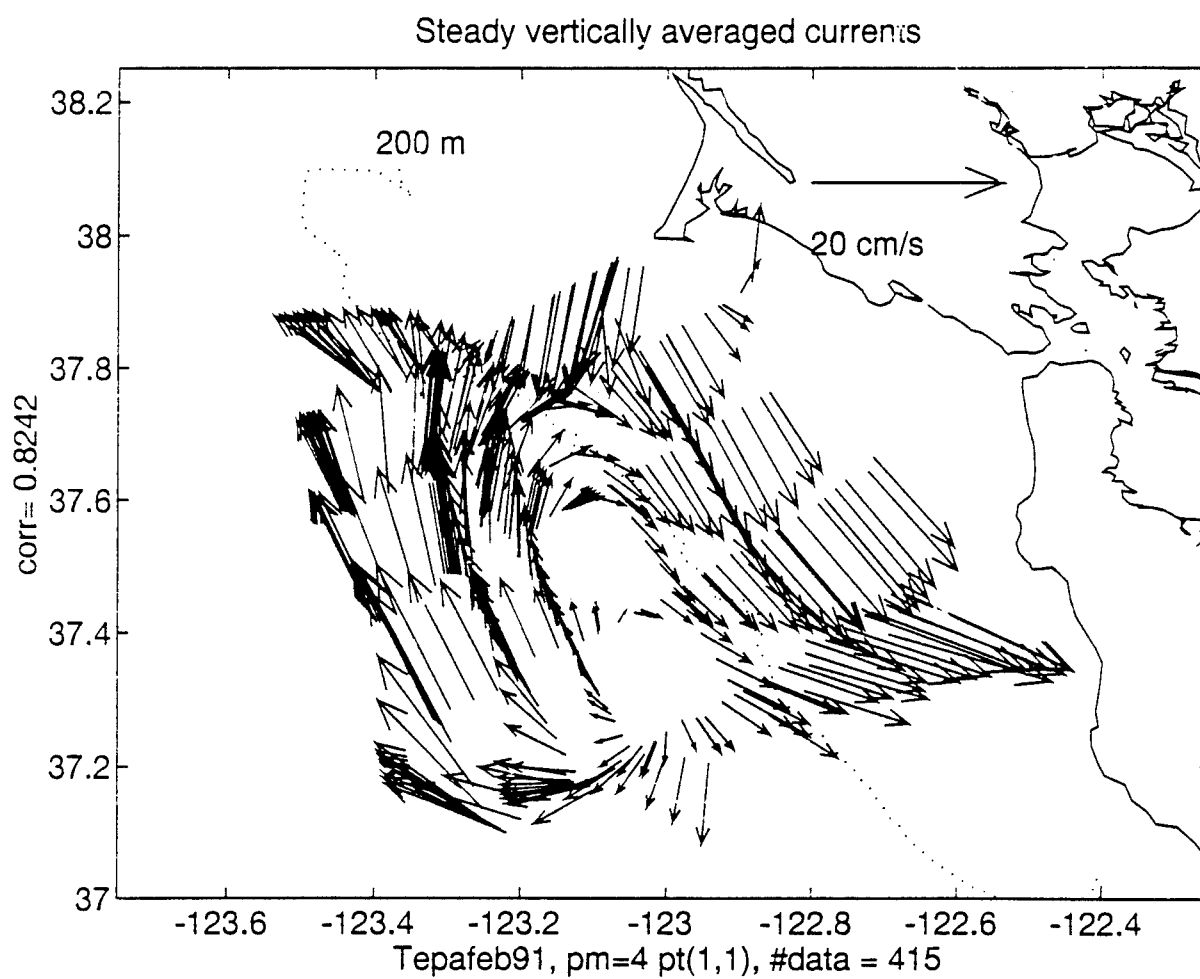 Steady vertically averaged currents
38.2
200 m
38
20 cm/s
37.8
corr= 0.8242
37.6
37.4
37.2
37
-123.6 -123.4 -123.2 -123 -122.8 -122.6 -122.4
Tepafeb91, pm=4 pt(1,1), #data = 415